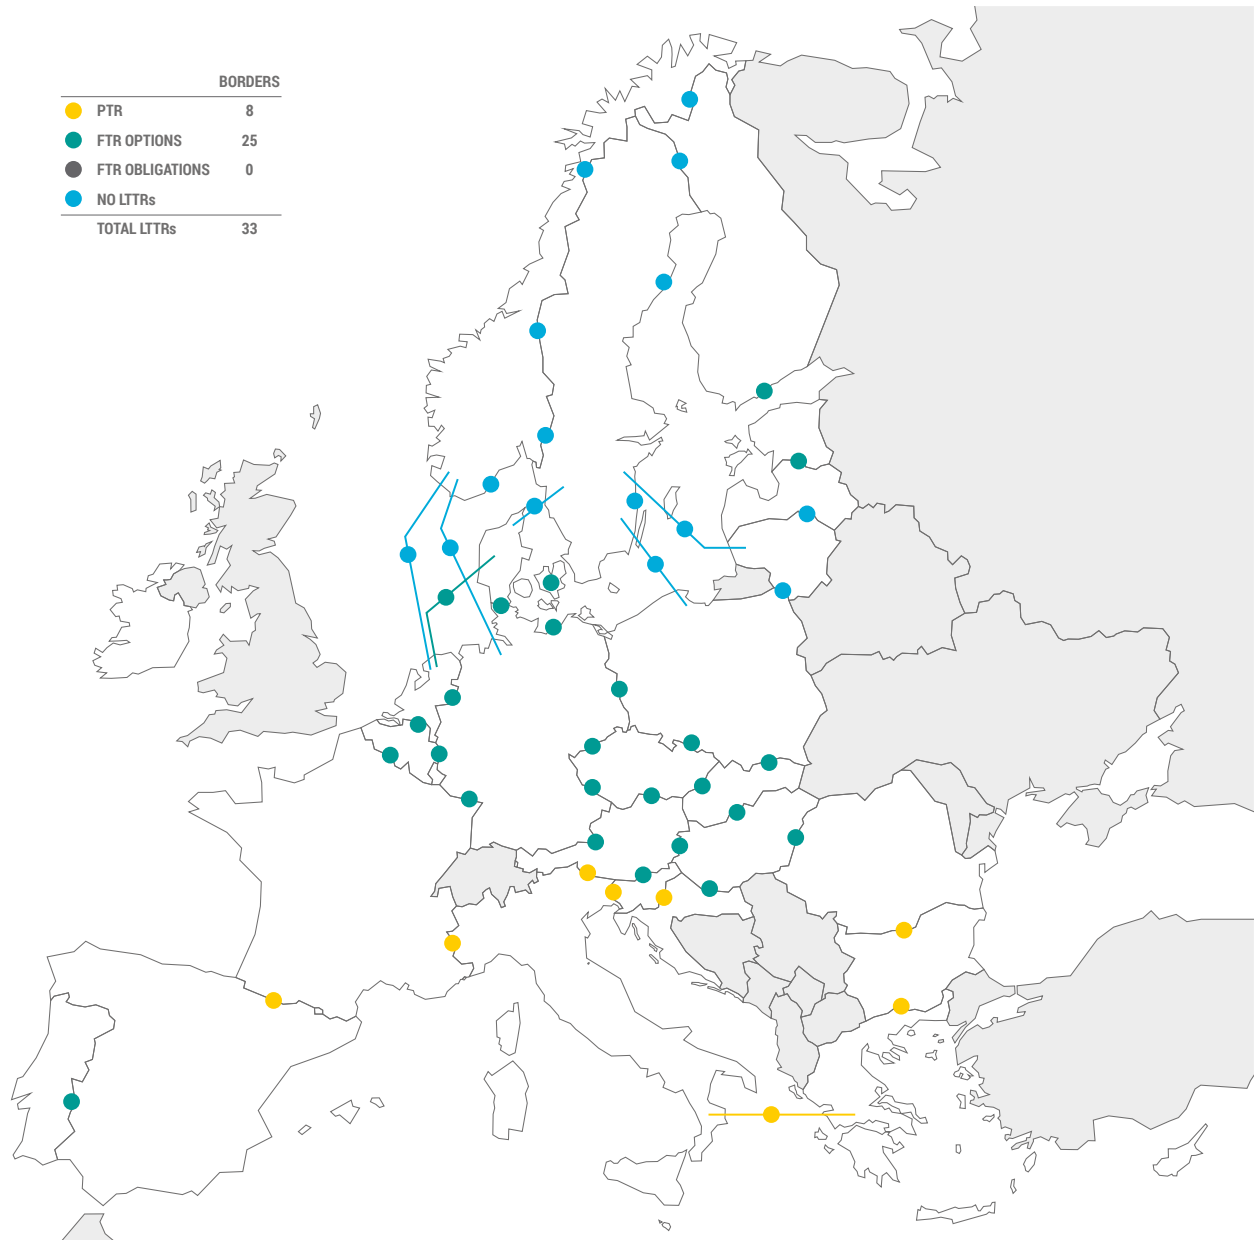 BORDERS
PTR 8
FTR OPTIONS 25
FTR OBLIGATIONS 0
NO LTTRs
TOTAL LTTRs 33